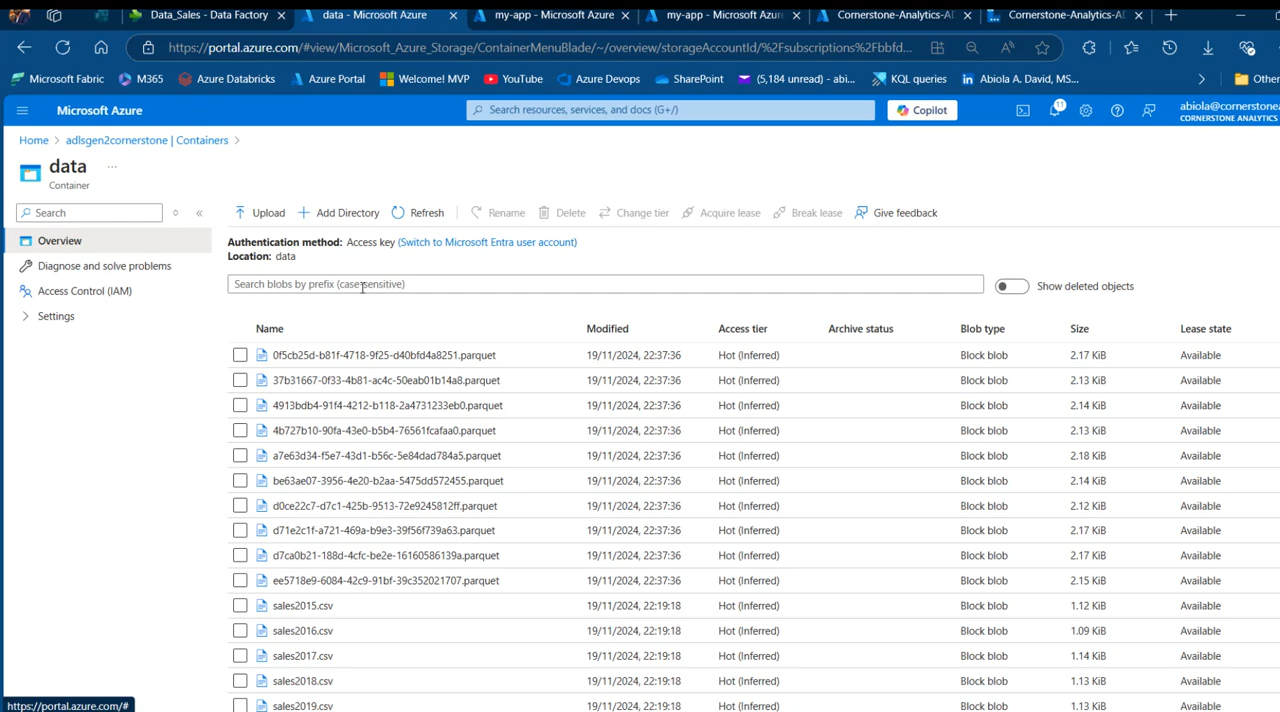 Data_Sales - Data Factory
data - Microsoft Azure
my-app - Microsoft Azure
my-app - Microsoft Azure
Cornerstone-Analytics-AI
Cornerstone-Analytics-AI
https://portal.azure.com/#view/Microsoft_Azure_Storage/ContainerMenuBlade/~/overview/storageAccountId/%2Fsubscriptions%2Fbbfd...
Microsoft Fabric
M365
Azure Databricks
Azure Portal
Welcome! MVP
YouTube
Azure Devops
SharePoint
(5,184 unread) - abi...
KQL queries
Abiola A. David, MS...
Other
Microsoft Azure
Search resources, services, and docs (G+/)
Copilot
11
abiola@cornerstone
CORNERSTONE ANALYTICS
Home > adlsgen2cornerstone | Containers >
data
...
Container
Search
Overview
Diagnose and solve problems
Access Control (IAM)
Settings
Upload
Add Directory
Refresh
Rename
Delete
Change tier
Acquire lease
Break lease
Give feedback
Authentication method: Access key (Switch to Microsoft Entra user account)
Location: data
Search blobs by prefix (case-sensitive)
Show deleted objects
Name Modified Access tier Archive status Blob type Size Lease state
0f5cb25d-b81f-4718-9f25-d40bfd4a8251.parquet 19/11/2024, 22:37:36 Hot (Inferred) Block blob 2.17 KiB Available
37b31667-0f33-4b81-ac4c-50eab01b14a8.parquet 19/11/2024, 22:37:36 Hot (Inferred) Block blob 2.13 KiB Available
4913bdb4-91f4-4212-b118-2a4731233eb0.parquet 19/11/2024, 22:37:36 Hot (Inferred) Block blob 2.14 KiB Available
4b727b10-90fa-43e0-b5b4-76561fcafaa0.parquet 19/11/2024, 22:37:36 Hot (Inferred) Block blob 2.13 KiB Available
a7e63d34-f5e7-43d1-b56c-5e84dad784a5.parquet 19/11/2024, 22:37:36 Hot (Inferred) Block blob 2.18 KiB Available
be63ae07-3956-4e20-b2aa-5475dd572455.parquet 19/11/2024, 22:37:36 Hot (Inferred) Block blob 2.14 KiB Available
d0ce22c7-d7c1-425b-9513-72e9245812ff.parquet 19/11/2024, 22:37:36 Hot (Inferred) Block blob 2.12 KiB Available
d71e2c1f-a721-469a-b9e3-39f56f739a63.parquet 19/11/2024, 22:37:36 Hot (Inferred) Block blob 2.17 KiB Available
d7ca0b21-188d-4cfc-be2e-16160586139a.parquet 19/11/2024, 22:37:36 Hot (Inferred) Block blob 2.17 KiB Available
ee5718e9-6084-42c9-91bf-39c352021707.parquet 19/11/2024, 22:37:36 Hot (Inferred) Block blob 2.15 KiB Available
sales2015.csv 19/11/2024, 22:19:18 Hot (Inferred) Block blob 1.12 KiB Available
sales2016.csv 19/11/2024, 22:19:18 Hot (Inferred) Block blob 1.09 KiB Available
sales2017.csv 19/11/2024, 22:19:18 Hot (Inferred) Block blob 1.14 KiB Available
sales2018.csv 19/11/2024, 22:19:18 Hot (Inferred) Block blob 1.13 KiB Available
sales2019.csv 19/11/2024, 22:19:18 Hot (Inferred) Block blob 1.13 KiB Available
https://portal.azure.com/#